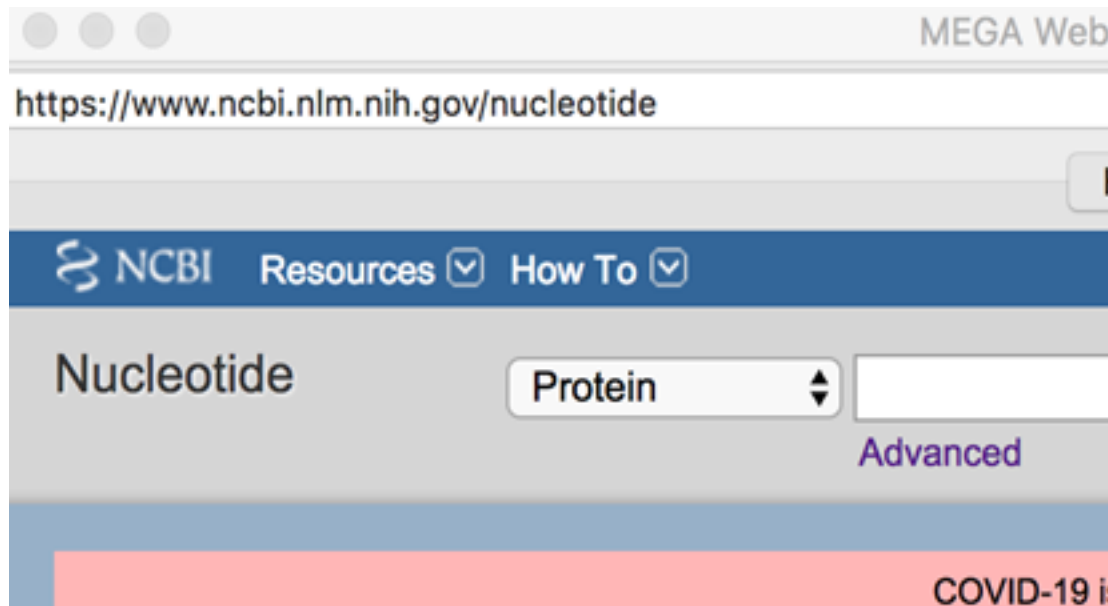 MEGA Web
https://www.ncbi.nlm.nih.gov/nucleotide
NCBI Resources How To
Nucleotide Protein
Advanced
COVID-19